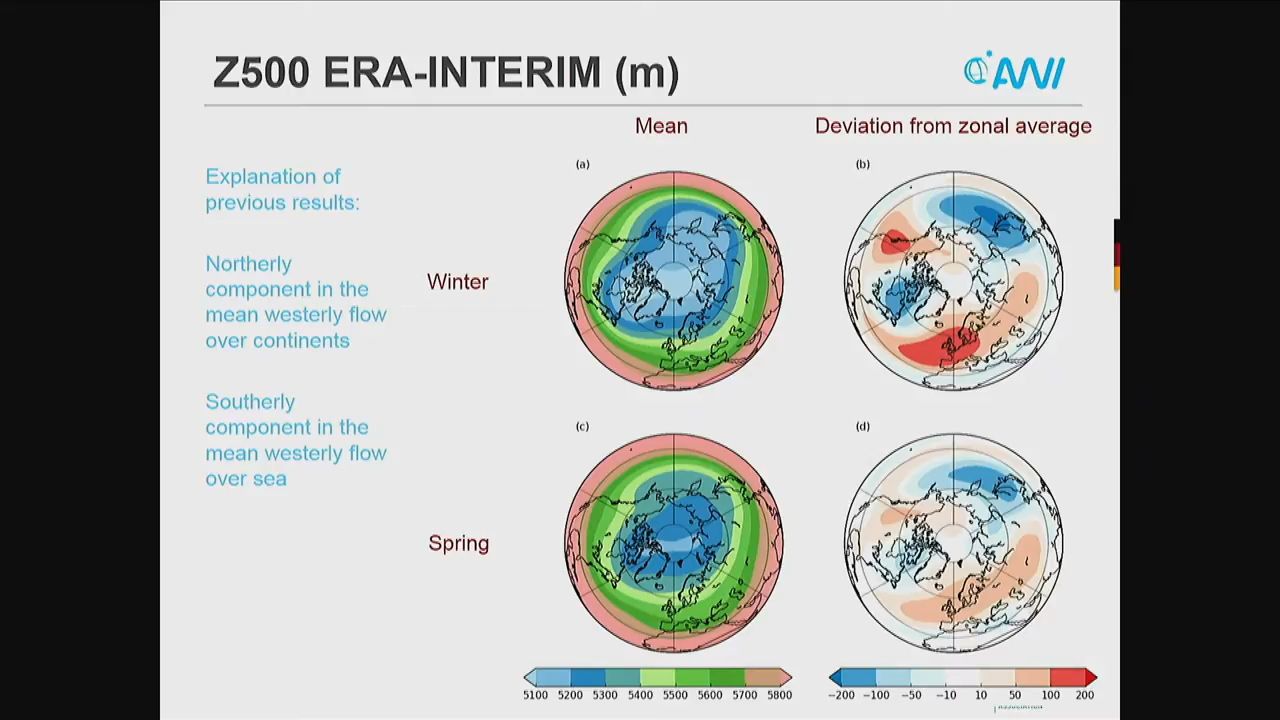 Z500 ERA-INTERIM (m)
AWI
Mean
Deviation from zonal average
(a)
(b)
Explanation of
previous results:
Northerly
component in the
mean westerly flow
over continents
Winter
Southerly
component in the
mean westerly flow
over sea
(c)
(d)
Spring
5100 5200 5300 5400 5500 5600 5700 5800
−200 −100 −50 −10 10 50 100 200
ASSOCIATION